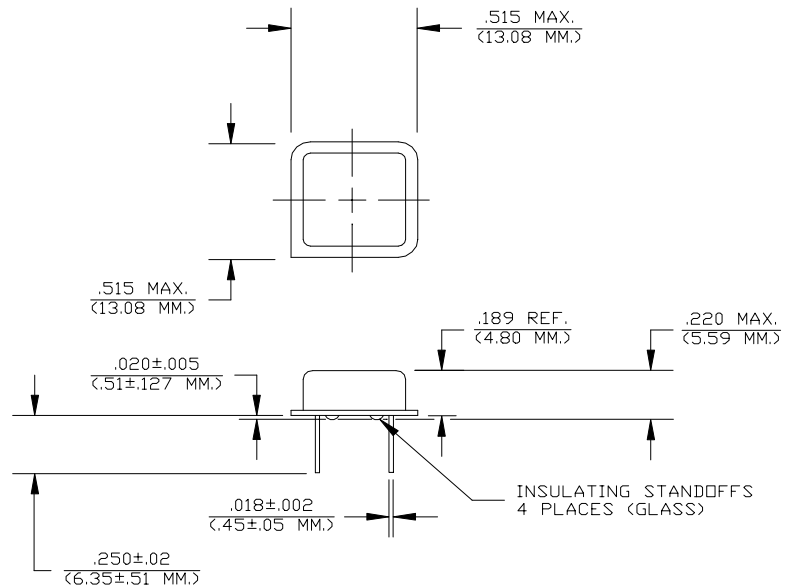 .515 MAX.
(13.08 MM.)
.515 MAX.
(13.08 MM.)
.189 REF.
(4.80 MM.)
.220 MAX.
(5.59 MM.)
.020±.005
(.51±.127 MM.)
.018±.002
(.45±.05 MM.)
INSULATING STANDOFFS
4 PLACES (GLASS)
.250±.02
(6.35±.51 MM.)